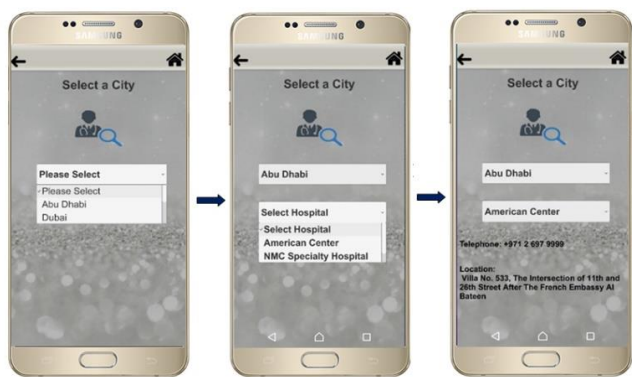 SAMSUNG
Select a City
Please Select
Please Select
Abu Dhabi
Dubai
SAMSUNG
Select a City
Abu Dhabi
Select Hospital
Select Hospital
American Center
NMC Specialty Hospital
SAMSUNG
Select a City
Abu Dhabi
American Center
Telephone: +971 2 697 9999
Location:
Villa No. 533, The Intersection of 11th and
26th Street After The French Embassy Al
Bateen